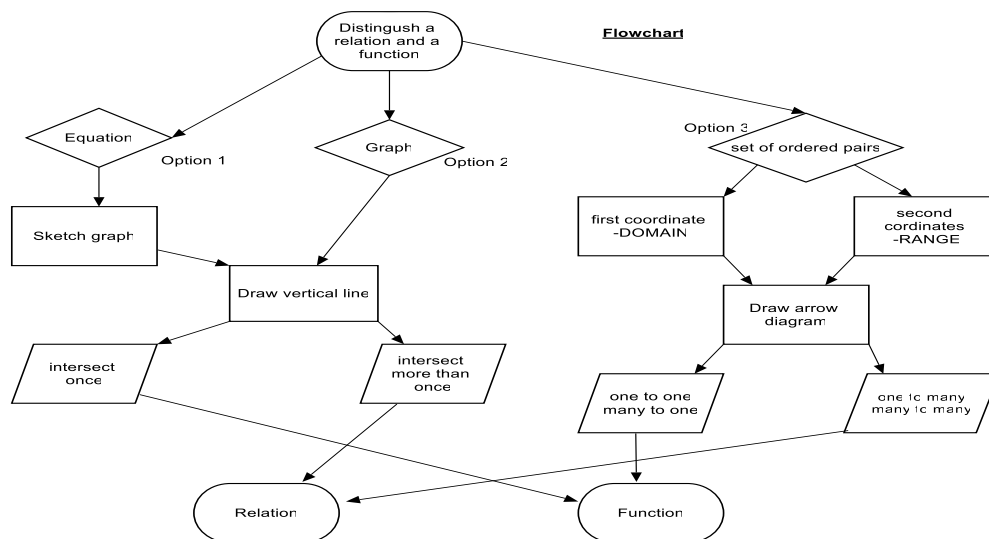 Distingush a
relation and a
function
Flowchart
Equation
Option 1
Graph
Option 2
Option 3
set of ordered pairs
Sketch graph
first coordinate
-DOMAIN
second
cordinates
-RANGE
Draw vertical line
Draw arrow
diagram
intersect
once
intersect
more than
once
one to one
many to one
one to many
many to many
Relation
Function